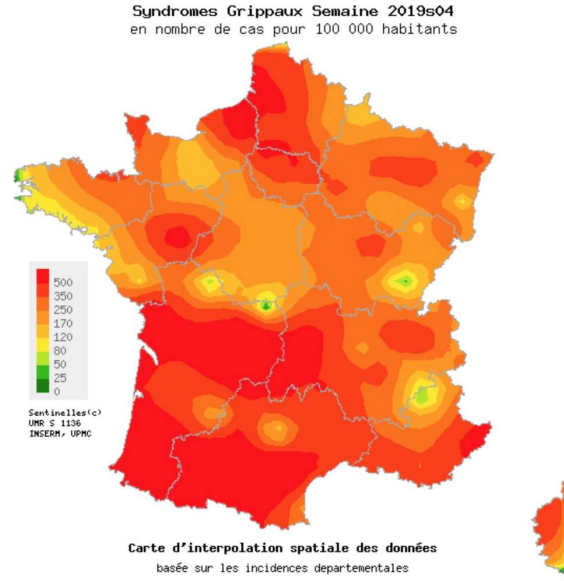 Syndromes Grippaux Semaine 2019s04
en nombre de cas pour 100 000 habitants
500
350
250
170
120
80
50
25
0
Sentinelles(c)
UMR S 1136
INSERM, UPMC
Carte d'interpolation spatiale des données
basée sur les incidences departementales